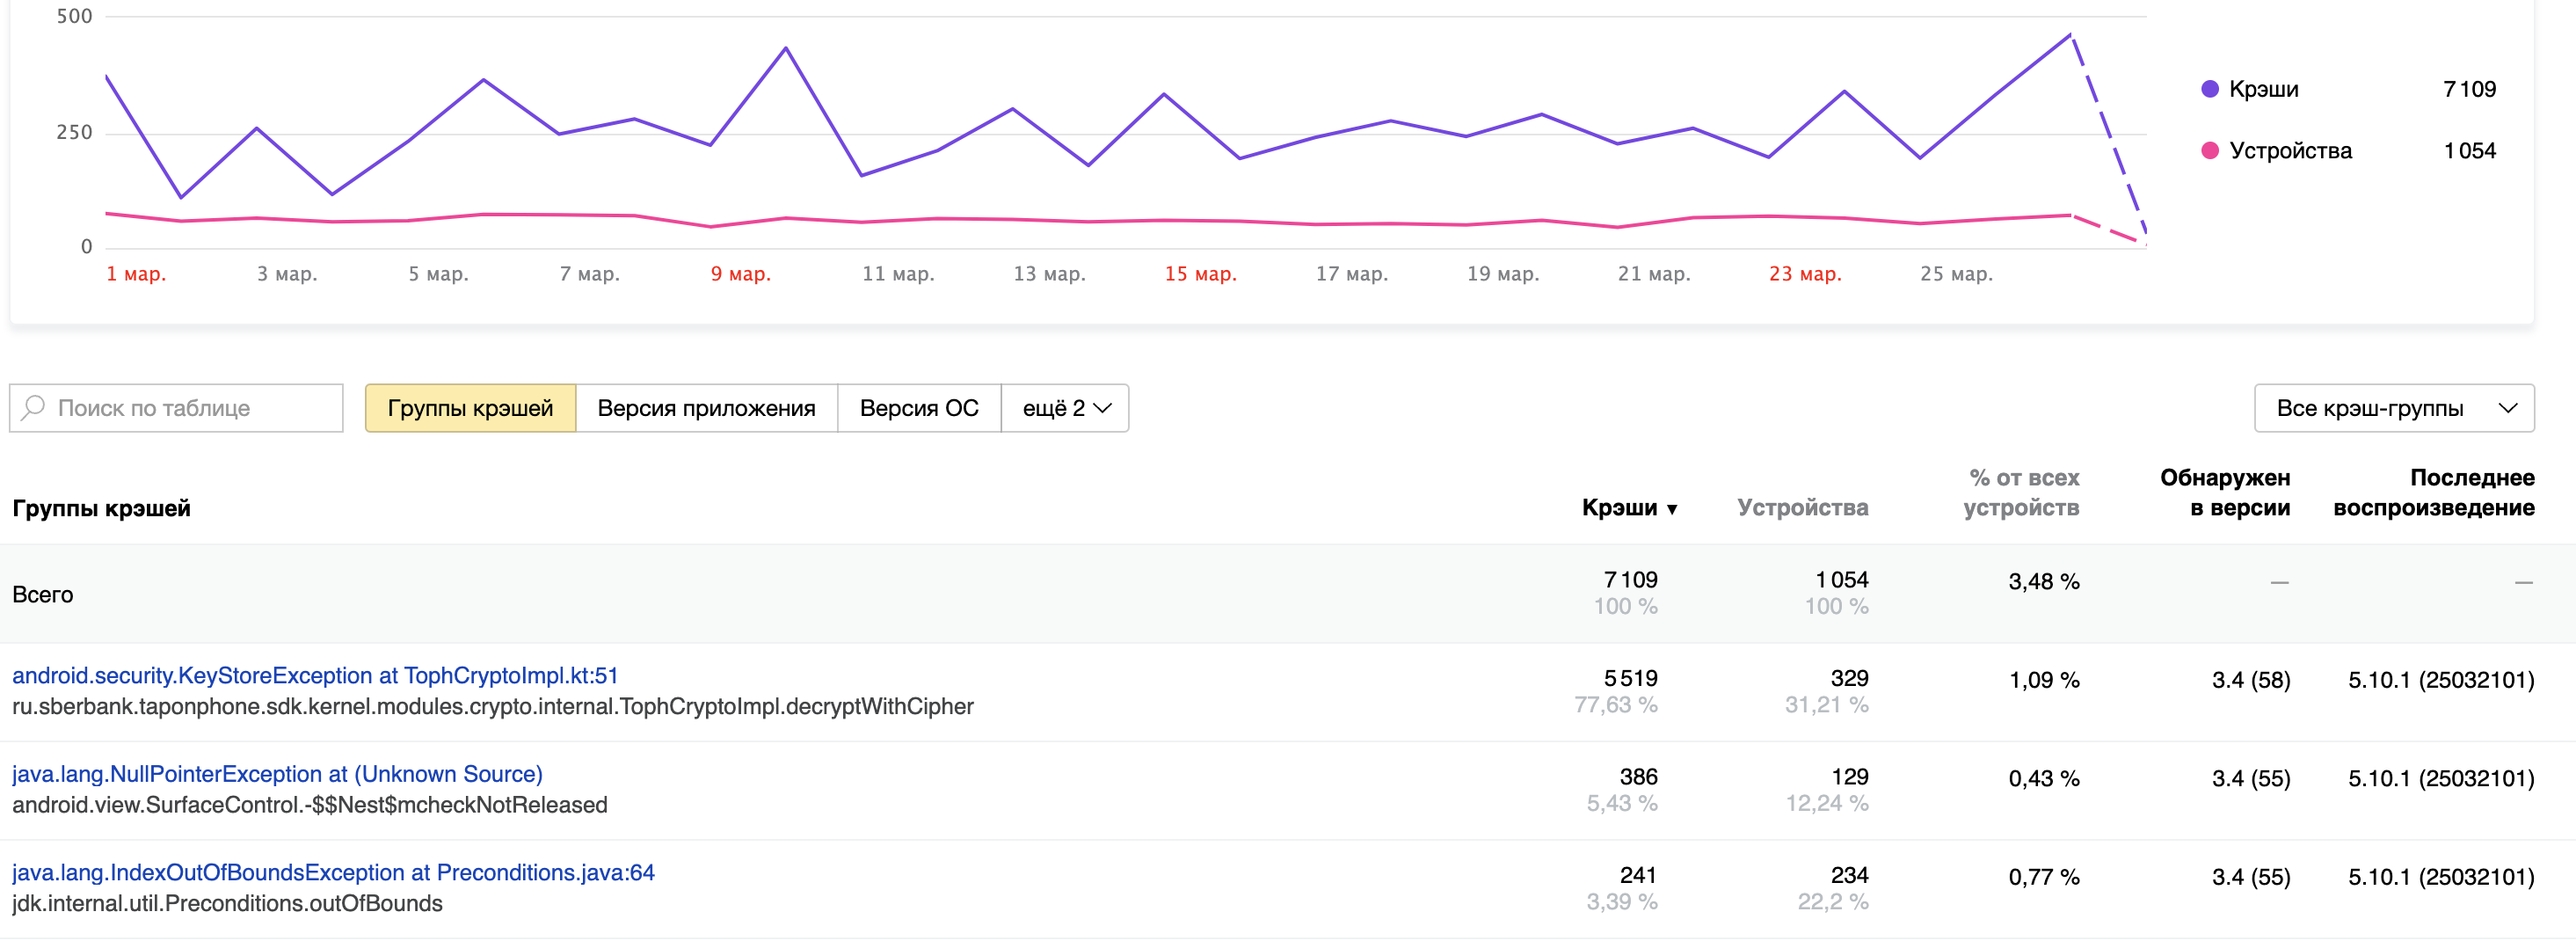 500
250
0
1 мар. 3 мар. 5 мар. 7 мар. 9 мар. 11 мар. 13 мар. 15 мар. 17 мар. 19 мар. 21 мар. 23 мар. 25 мар.
Крэши 7 109
Устройства 1 054
Поиск по таблице Группы крэшей Версия приложения Версия ОС ещё 2 Все крэш-группы
Группы крэшей Крэши ▼ Устройства % от всех устройств Обнаружен в версии Последнее воспроизведение
Всего 7 109 1 054 3,48 % — —
100 % 100 %
android.security.KeyStoreException at TophCryptoImpl.kt:51 5 519 329 1,09 % 3.4 (58) 5.10.1 (25032101)
ru.sberbank.taponphone.sdk.kernel.modules.crypto.internal.TophCryptoImpl.decryptWithCipher 77,63 % 31,21 %
java.lang.NullPointerException at (Unknown Source) 386 129 0,43 % 3.4 (55) 5.10.1 (25032101)
android.view.SurfaceControl.-$$Nest$mcheckNotReleased 5,43 % 12,24 %
java.lang.IndexOutOfBoundsException at Preconditions.java:64 241 234 0,77 % 3.4 (55) 5.10.1 (25032101)
jdk.internal.util.Preconditions.outOfBounds 3,39 % 22,2 %